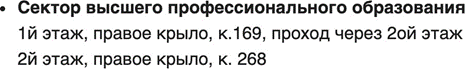 • Сектор высшего профессионального образования
1й этаж, правое крыло, к.169, проход через 2ой этаж
2й этаж, правое крыло, к. 268